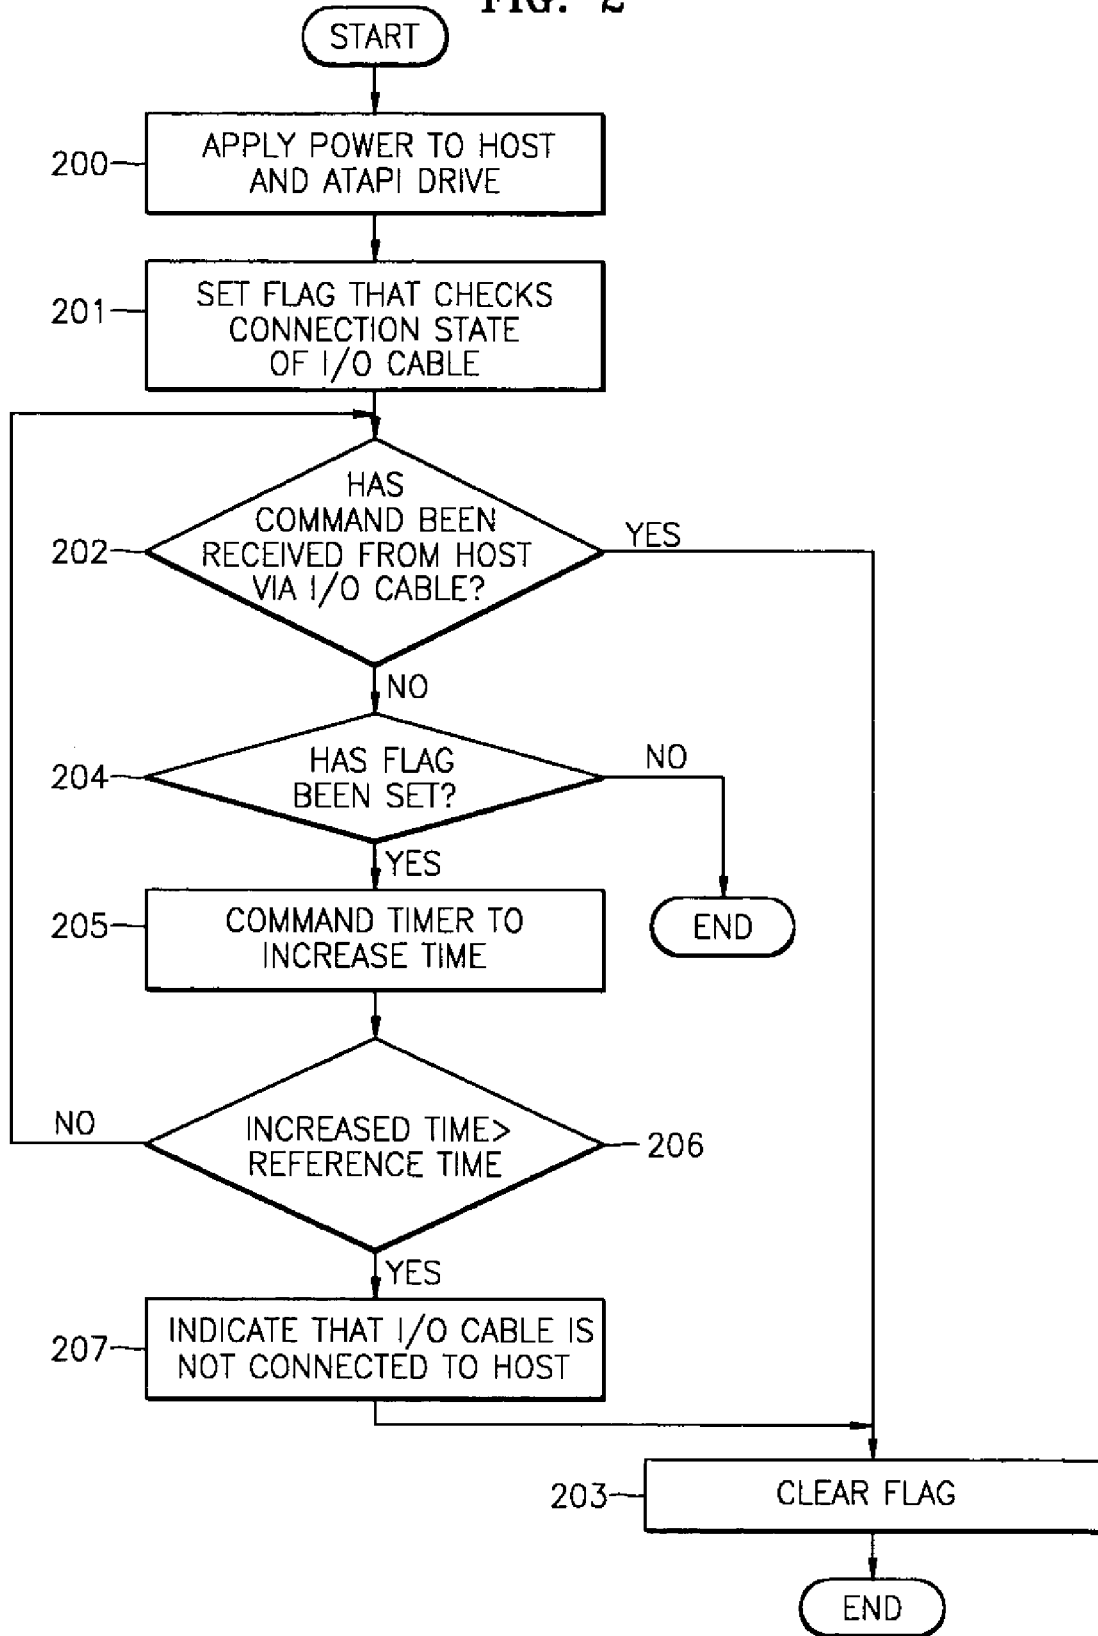 FIG. 2
START
200
APPLY POWER TO HOST
AND ATAPI DRIVE
201
SET FLAG THAT CHECKS
CONNECTION STATE
OF I/O CABLE
202
HAS
COMMAND BEEN
RECEIVED FROM HOST
VIA I/O CABLE?
YES
NO
204
HAS FLAG
BEEN SET?
NO
YES
205
COMMAND TIMER TO
INCREASE TIME
END
NO
INCREASED TIME>
REFERENCE TIME
206
YES
207
INDICATE THAT I/O CABLE IS
NOT CONNECTED TO HOST
203
CLEAR FLAG
END